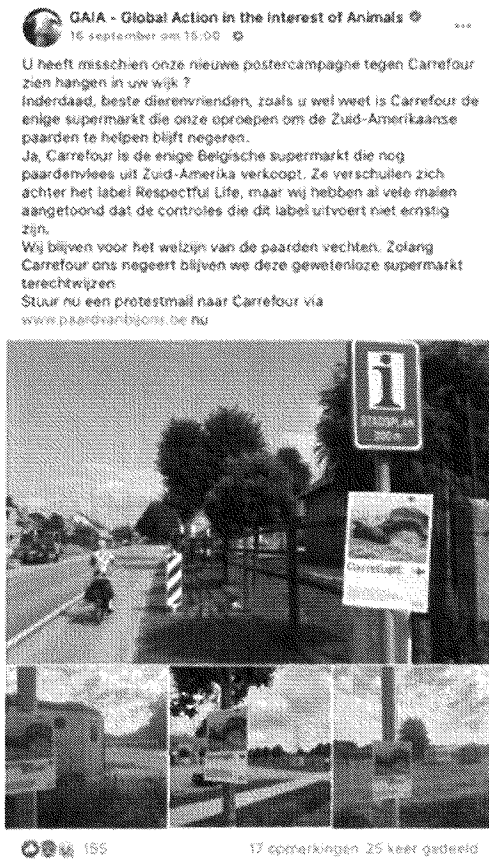 GAIA - Global Action in the Interest of Animals
16 september om 15:00
U heeft misschien onze nieuwe postercampagne tegen Carrefour
zien hangen in uw wijk ?
Inderdaad, beste dierenvrienden, zoals u wel weet is Carrefour de
enige supermarkt die onze oproepen om de Zuid-Amerikaanse
paarden te helpen blijft negeren.
Ja, Carrefour is de enige Belgische supermarkt die nog
paardenvlees uit Zuid-Amerika verkoopt. Ze verschuilen zich
achter het label Respectful Life, maar wij hebben al vele malen
aangetoond dat de controles die dit label uitvoert niet ernstig
zijn.
Wij blijven voor het welzijn van de paarden vechten. Zolang
Carrefour ons negeert blijven we deze gewetenloze supermarkt
terechtwijzen
Stuur nu een protestmail naar Carrefour via
www.paardvanbijons.be nu
i
STADSPLAN
Carrefour
155
17 opmerkingen 25 keer gedeeld